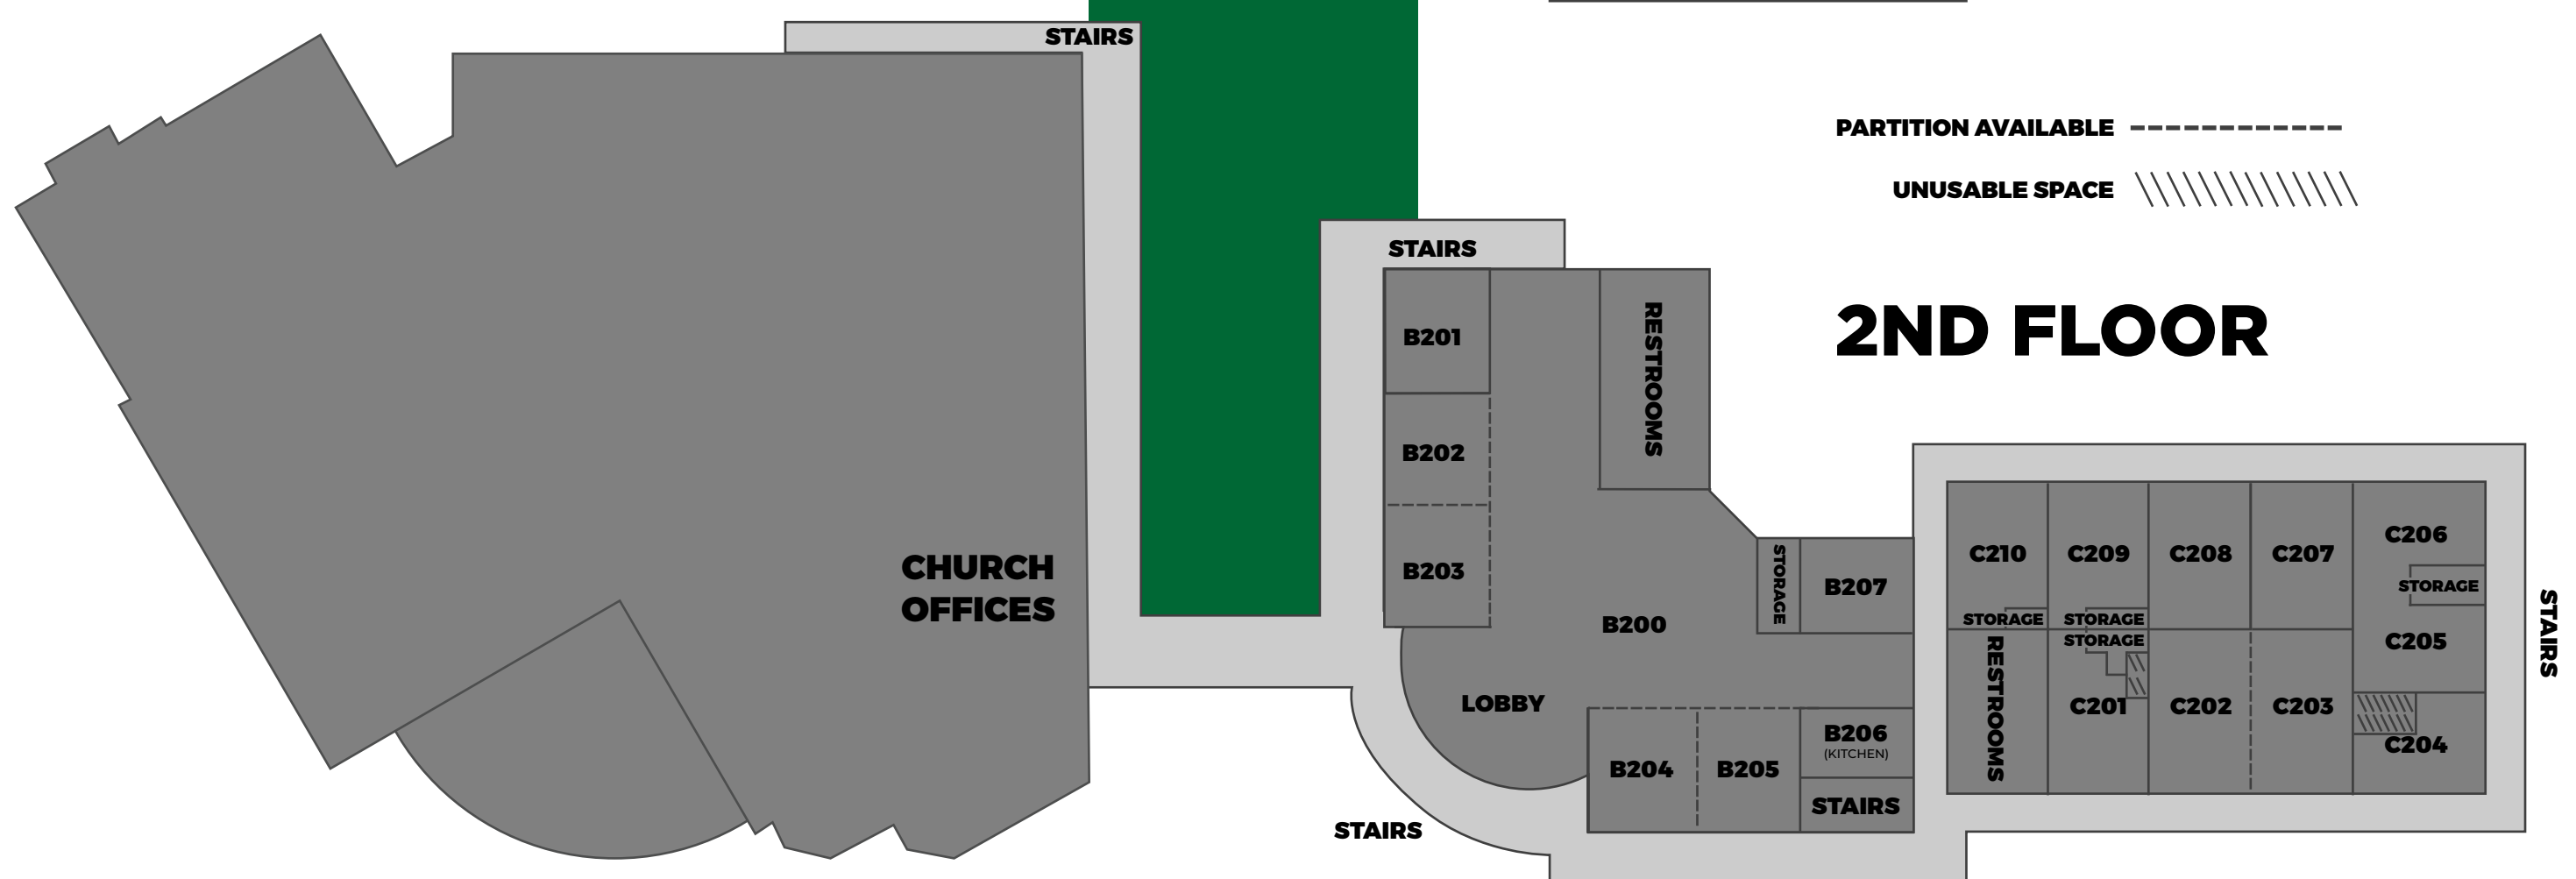 STAIRS
PARTITION AVAILABLE
UNUSABLE SPACE
STAIRS
2ND FLOOR
B201
RESTROOMS
B202
B203
CHURCH
OFFICES
B200
STORAGE
B207
LOBBY
B204
B205
B206
(KITCHEN)
STAIRS
STAIRS
C210
C209
C208
C207
C206
STORAGE
STORAGE
STORAGE
STORAGE
C205
RESTROOMS
C201
C202
C203
C204
STAIRS